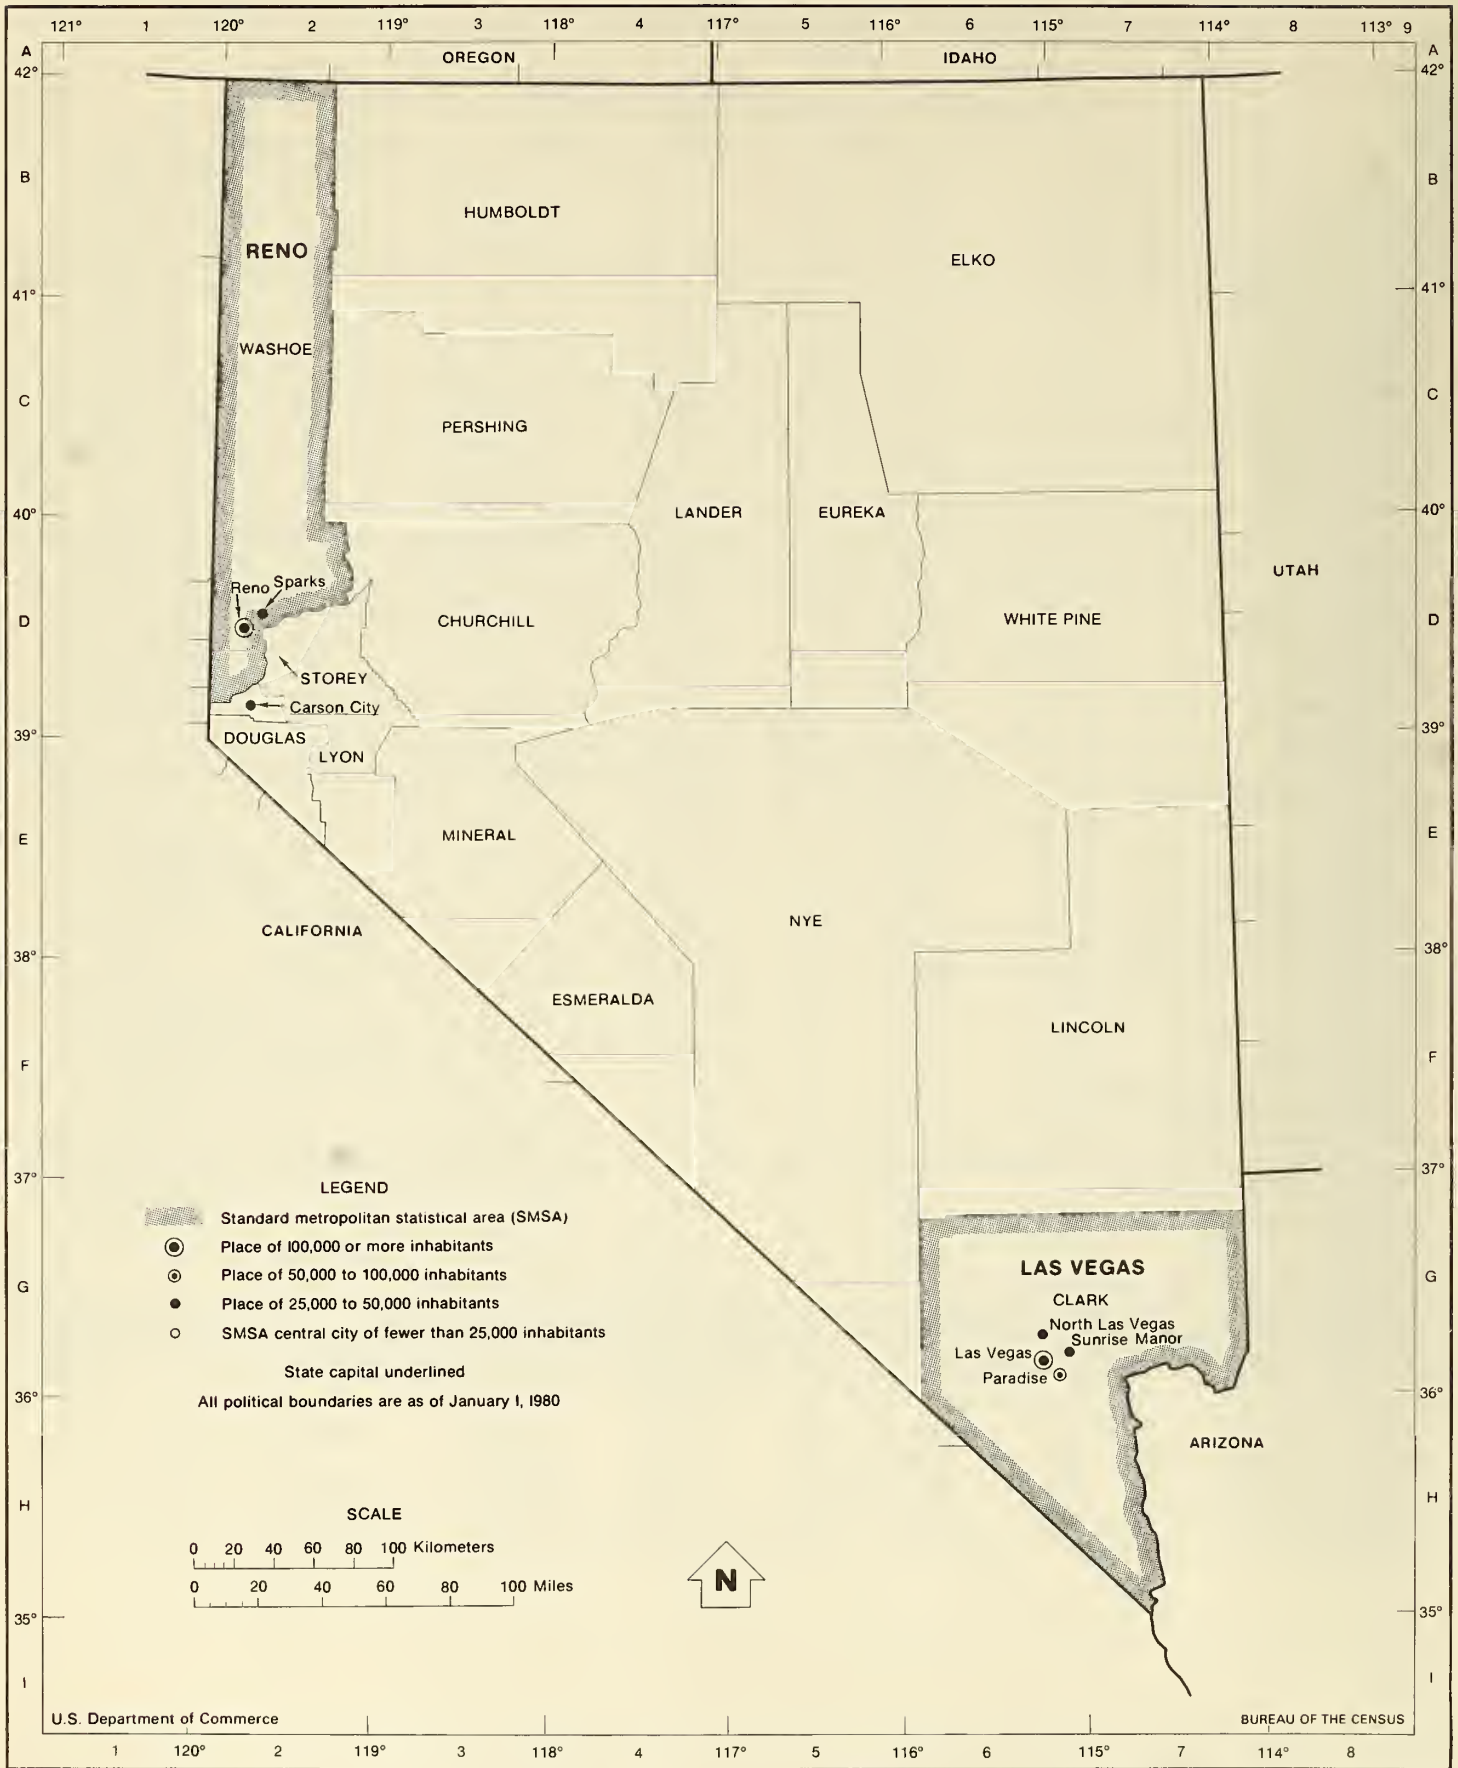 121° 1 120° 2 119° 3 118° 4 117° 5 116° 6 115° 7 114° 8 113° 9
A OREGON IDAHO A
42° 42°
B B
HUMBOLDT
RENO
ELKO
41° 41°
WASHOE
C C
PERSHING
40° LANDER EUREKA 40°
UTAH
Reno Sparks
D CHURCHILL WHITE PINE D
STOREY
Carson City
39° DOUGLAS 39°
LYON
E MINERAL E
CALIFORNIA NYE
38° 38°
ESMERALDA
LINCOLN
F F
37° 37°
LEGEND
Standard metropolitan statistical area (SMSA)
Place of 100,000 or more inhabitants
Place of 50,000 to 100,000 inhabitants
Place of 25,000 to 50,000 inhabitants
SMSA central city of fewer than 25,000 inhabitants
State capital underlined
All political boundaries are as of January 1, 1980
G LAS VEGAS G
CLARK
North Las Vegas
Sunrise Manor
Las Vegas
Paradise
36° 36°
ARIZONA
H H
SCALE
0 20 40 60 80 100 Kilometers
0 20 40 60 80 100 Miles
N
35° 35°
I I
U.S. Department of Commerce BUREAU OF THE CENSUS
1 120° 2 119° 3 118° 4 117° 5 116° 6 115° 7 114° 8